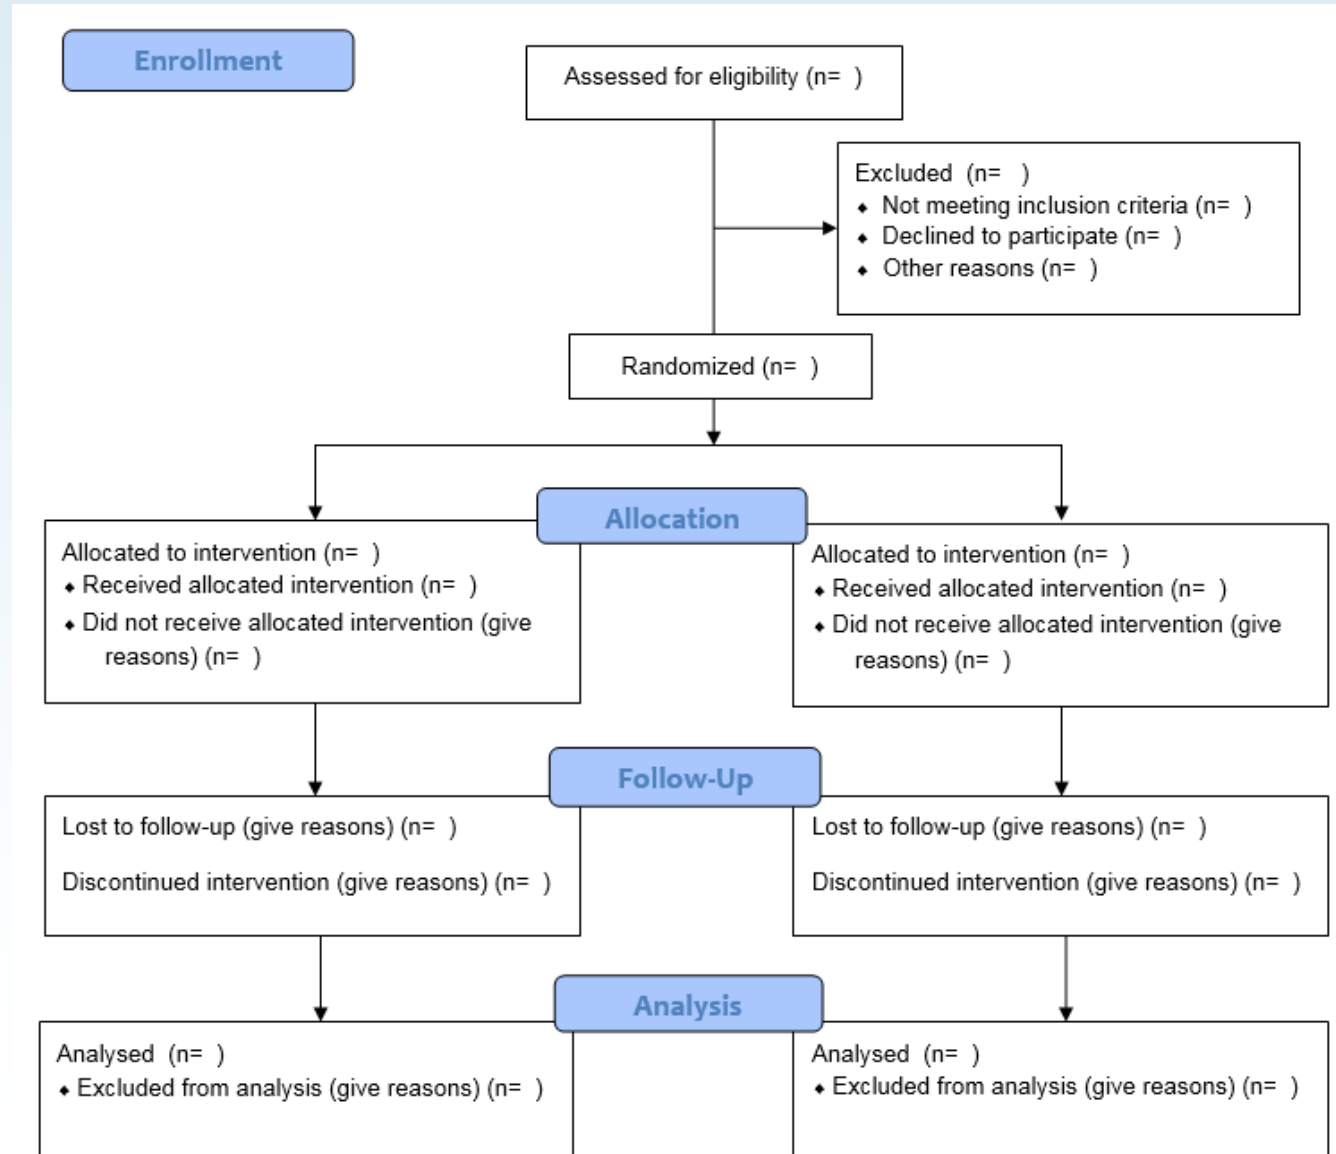 Enrollment
Assessed for eligibility (n=  )
Excluded  (n=   )
⬥ Not meeting inclusion criteria (n=  )
⬥ Declined to participate (n=  )
⬥ Other reasons (n=  )
Randomized (n=  )
Allocation
Allocated to intervention (n=  )
⬥ Received allocated intervention (n=  )
⬥ Did not receive allocated intervention (give
reasons) (n=  )
Allocated to intervention (n=  )
⬥ Received allocated intervention (n=  )
⬥ Did not receive allocated intervention (give
reasons) (n=  )
Follow-Up
Lost to follow-up (give reasons) (n=  )
Discontinued intervention (give reasons) (n=  )
Lost to follow-up (give reasons) (n=  )
Discontinued intervention (give reasons) (n=  )
Analysis
Analysed  (n=  )
⬥ Excluded from analysis (give reasons) (n=  )
Analysed  (n=  )
⬥ Excluded from analysis (give reasons) (n=  )